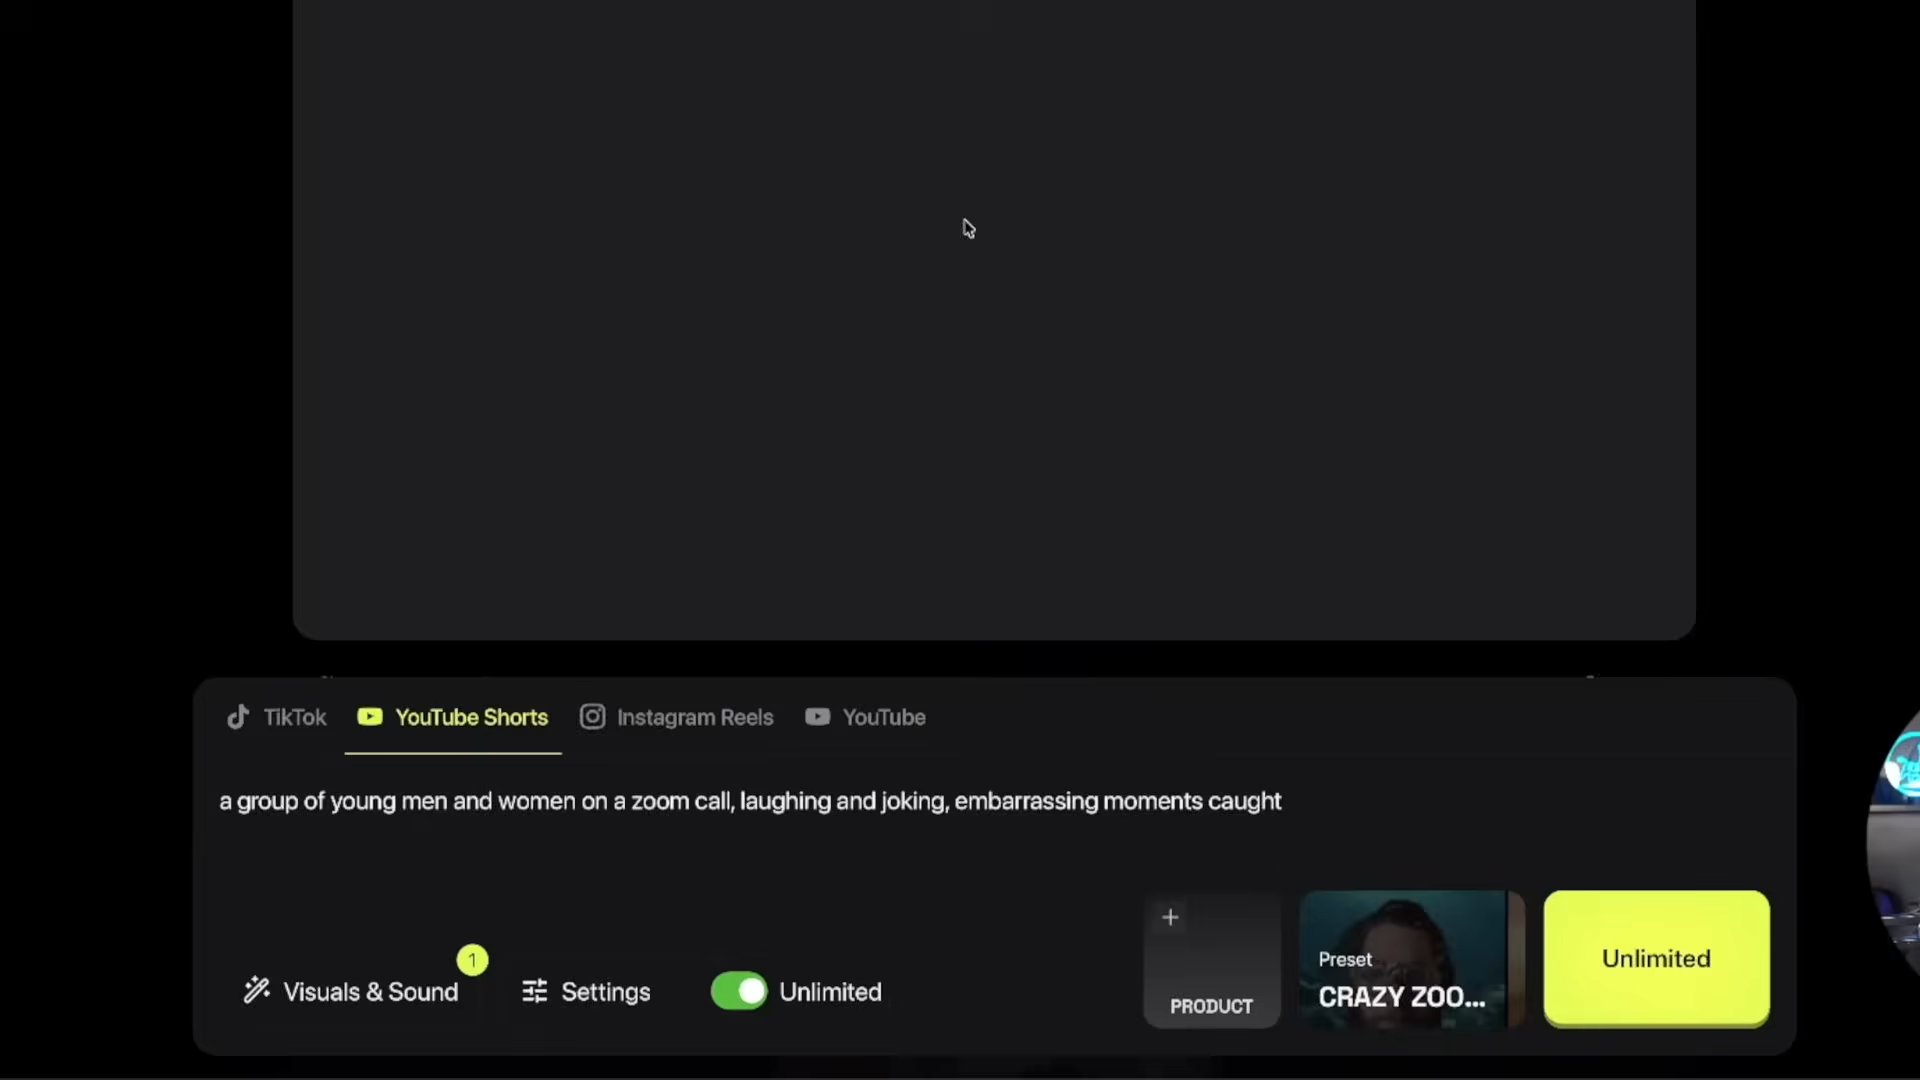 TikTok
YouTube Shorts
Instagram Reels
YouTube
a group of young men and women on a zoom call, laughing and joking, embarrassing moments caught
Visuals & Sound
1
Settings
Unlimited
PRODUCT
Preset
CRAZY ZOO...
Unlimited